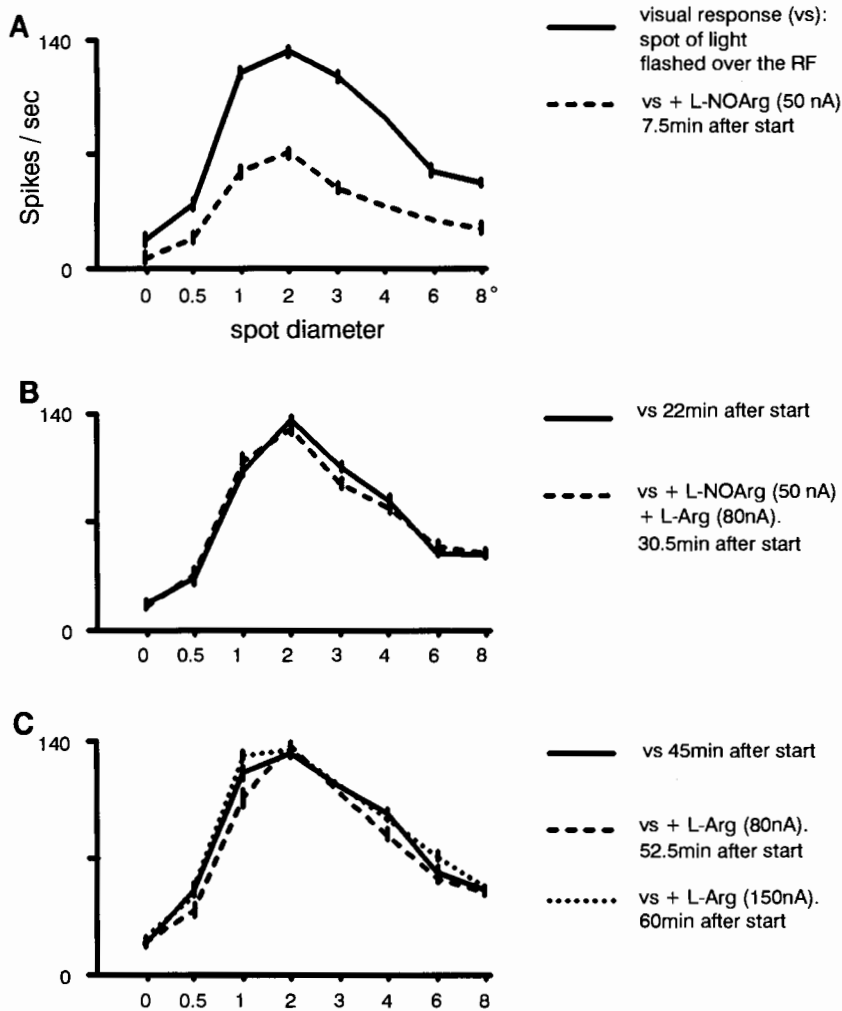 A
140
Spikes / sec
0
0 0.5 1 2 3 4 6 8°
spot diameter
visual response (vs):
spot of light
flashed over the RF
vs + L-NOArg (50 nA)
7.5min after start
B
140
0
0 0.5 1 2 3 4 6 8
vs 22min after start
vs + L-NOArg (50 nA)
+ L-Arg (80nA).
30.5min after start
C
140
0
0 0.5 1 2 3 4 6 8
vs 45min after start
vs + L-Arg (80nA).
52.5min after start
vs + L-Arg (150nA).
60min after start